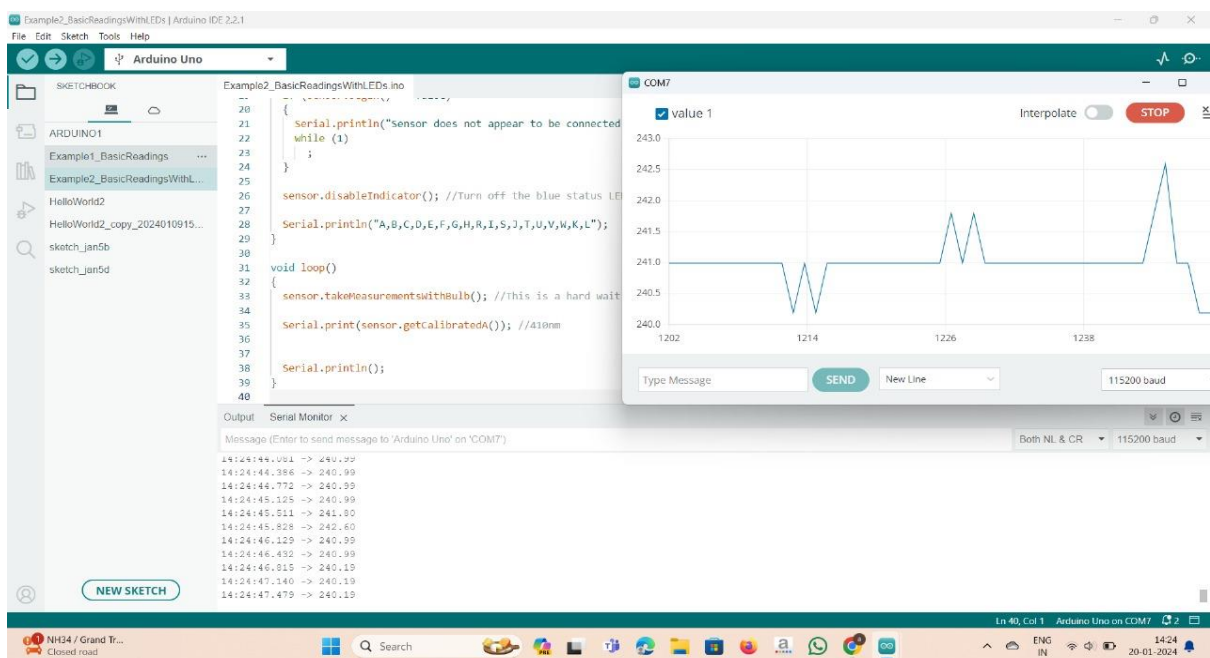 Example2_BasicReadingsWithLEDs | Arduino IDE 2.2.1
File Edit Sketch Tools Help
Arduino Uno
SKETCHBOOK
ARDUINO1
Example1_BasicReadings ...
Example2_BasicReadingsWithL...
HelloWorld2
HelloWorld2_copy_2024010915...
sketch_jan5b
sketch_jan5d
NEW SKETCH
Example2_BasicReadingsWithLEDs.ino
20 {
21 Serial.println("Sensor does not appear to be connected
22 while (1)
23 ;
24 }
25
26 sensor.disableIndicator(); //Turn off the blue status LE
27
28 Serial.println("A,B,C,D,E,F,G,H,R,I,S,J,T,U,V,W,K,L");
29 }
30
31 void loop()
32 {
33 sensor.takeMeasurementsWithBulb(); //This is a hard wait
34
35 Serial.print(sensor.getCalibratedA()); //410nm
36
37
38 Serial.println();
39 }
40
COM7
value 1
Interpolate
STOP
243.0
242.5
242.0
241.5
241.0
240.5
240.0
1202 1214 1226 1238
Type Message
SEND
New Line
115200 baud
Output Serial Monitor x
Message (Enter to send message to 'Arduino Uno' on 'COM7')
Both NL & CR
115200 baud
14:24:44.081 -> 240.99
14:24:44.386 -> 240.99
14:24:44.772 -> 240.99
14:24:45.125 -> 240.99
14:24:45.511 -> 241.80
14:24:45.828 -> 242.60
14:24:46.129 -> 240.99
14:24:46.432 -> 240.99
14:24:46.815 -> 240.19
14:24:47.140 -> 240.19
14:24:47.479 -> 240.19
Ln 40, Col 1 Arduino Uno on COM7 2
NH34 / Grand Tr...
Closed road
Search
PRE
a
ENG
IN
14:24
20-01-2024